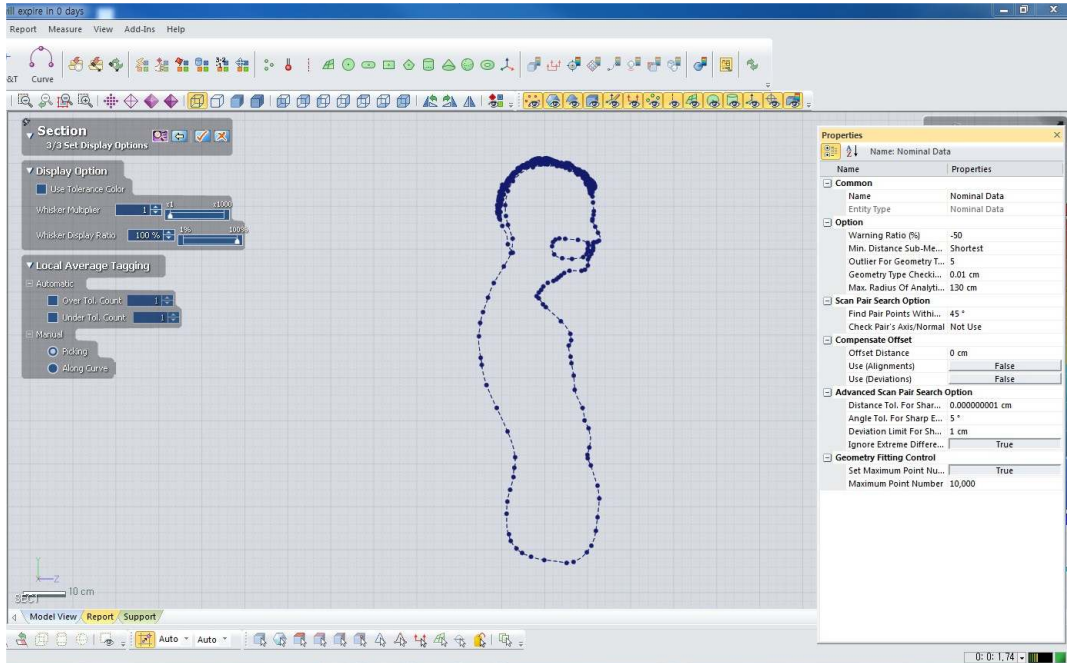 ill expire in 0 days
Report Measure View Add-Ins Help
&T Curve
Section
3/3 Set Display Options
Display Option
Use Tolerance Color
Whisker Multiplier 1 x1 x1000
Whisker Display Ratio 100 % 1% 100%
Local Average Tagging
Automatic
Over Tol. Count 1
Under Tol. Count 1
Manual
Picking
Along Curve
Y
Z
10 cm
Model View Report Support
Auto Auto
Properties
Name: Nominal Data
Name Properties
Common
Name Nominal Data
Entity Type Nominal Data
Option
Warning Ratio (%) -50
Min. Distance Sub-Me... Shortest
Outlier For Geometry T... 5
Geometry Type Checki... 0.01 cm
Max. Radius Of Analyti... 130 cm
Scan Pair Search Option
Find Pair Points Withi... 45 °
Check Pair's Axis/Normal Not Use
Compensate Offset
Offset Distance 0 cm
Use (Alignments) False
Use (Deviations) False
Advanced Scan Pair Search Option
Distance Tol. For Shar... 0.000000001 cm
Angle Tol. For Sharp E... 5 °
Deviation Limit For Sh... 1 cm
Ignore Extreme Differe... True
Geometry Fitting Control
Set Maximum Point Nu... True
Maximum Point Number 10,000
0: 0: 1.74